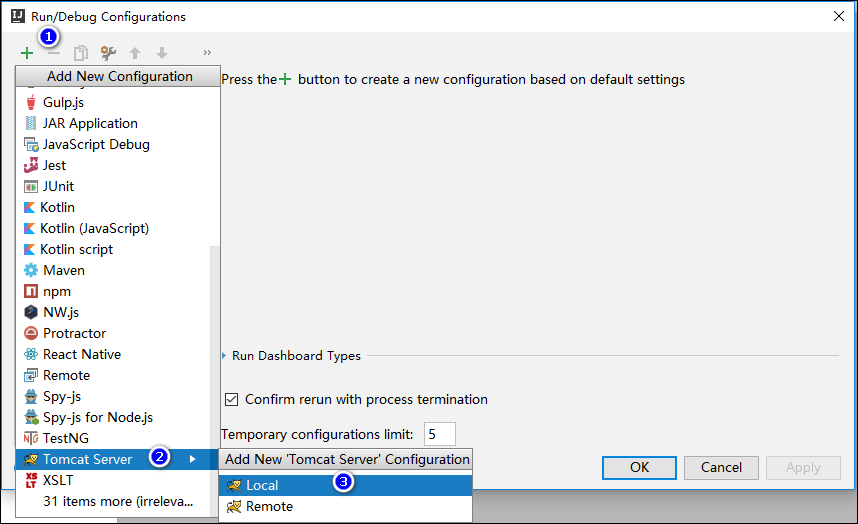 IJ Run/Debug Configurations
1
Add New Configuration
Press the + button to create a new configuration based on default settings
Gulp.js
JAR Application
JavaScript Debug
Jest
JUnit
Kotlin
Kotlin (JavaScript)
Kotlin script
Maven
npm
NW.js
Protractor
React Native
Run Dashboard Types
Remote
Spy-js
Confirm rerun with process termination
Spy-js for Node.js
TestNG
Temporary configurations limit: 5
Tomcat Server 2
Add New 'Tomcat Server' Configuration
OK
Cancel
Apply
XSLT
Local 3
31 items more (irreleva...
Remote